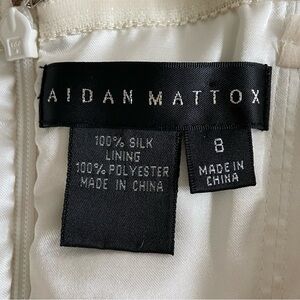 AIDAN MATTOX
100% SILK
LINING
100% POLYESTER
MADE IN CHINA
8
MADE IN
CHINA